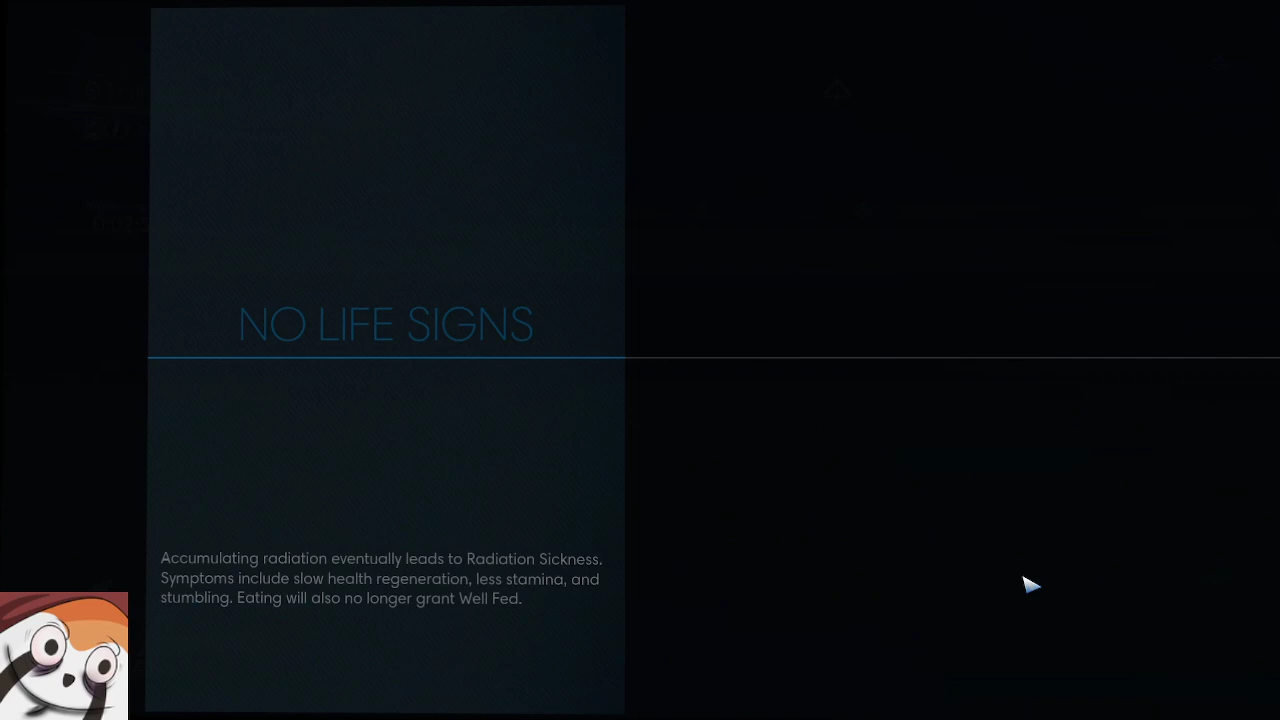 NO LIFE SIGNS
Accumulating radiation eventually leads to Radiation Sickness.
Symptoms include slow health regeneration, less stamina, and
stumbling. Eating will also no longer grant Well Fed.